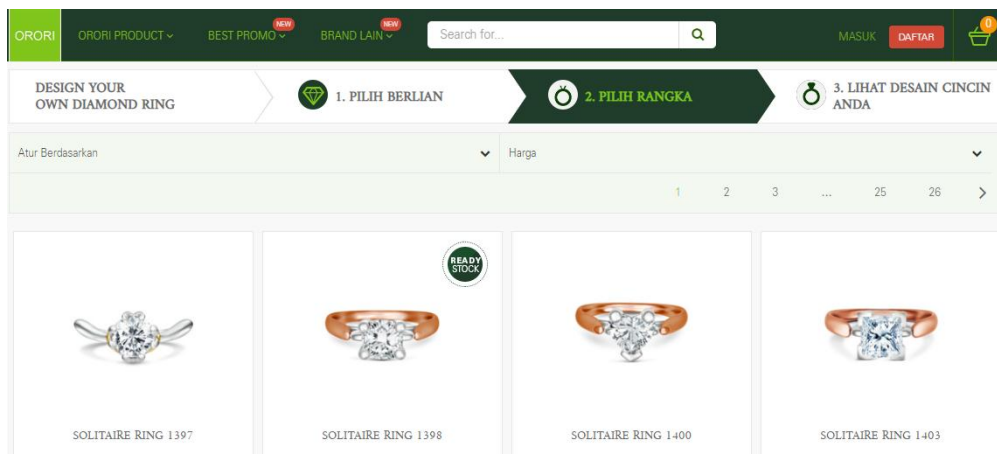 ORORI
ORORI PRODUCT
BEST PROMO
NEW
BRAND LAIN
NEW
Search for...
MASUK
DAFTAR
0
DESIGN YOUR
OWN DIAMOND RING
1. PILIH BERLIAN
2. PILIH RANGKA
3. LIHAT DESAIN CINCIN
ANDA
Atur Berdasarkan
Harga
1 2 3 ... 25 26
READY
STOCK
SOLITAIRE RING 1397
SOLITAIRE RING 1398
SOLITAIRE RING 1400
SOLITAIRE RING 1403